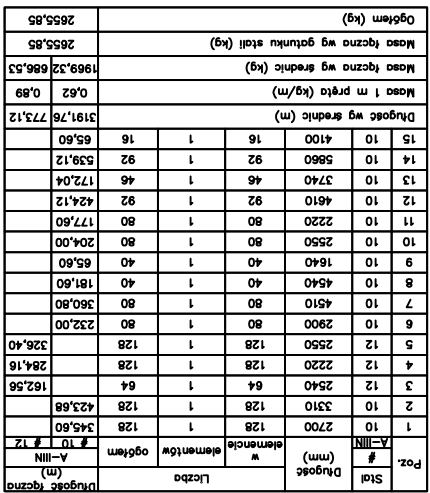 Poz. Stal Długość (mm) Liczba Długość łączna (m)
# A-IIIN w elemencie elementów ogółem A-IIIN
# 10 # 12
1 10 2700 128 1 128 345,60
2 10 3310 128 1 128 423,68
3 12 2540 64 1 64 162,56
4 12 2220 128 1 128 284,16
5 12 2550 128 1 128 326,40
6 10 2900 80 1 80 232,00
7 10 4510 80 1 80 360,80
8 10 4540 40 1 40 181,60
9 10 1640 40 1 40 65,60
10 10 2550 80 1 80 204,00
11 10 2220 80 1 80 177,60
12 10 4610 92 1 92 424,12
13 10 3740 46 1 46 172,04
14 10 5860 92 1 92 539,12
15 10 4100 16 1 16 65,60
Długość wg średnic (m) 3191,76 773,12
Masa 1 m pręta (kg/m) 0,62 0,89
Masa łączna wg średnic (kg) 1969,32 686,53
Masa łączna wg gatunku stali (kg) 2655,85
Ogółem (kg) 2655,85